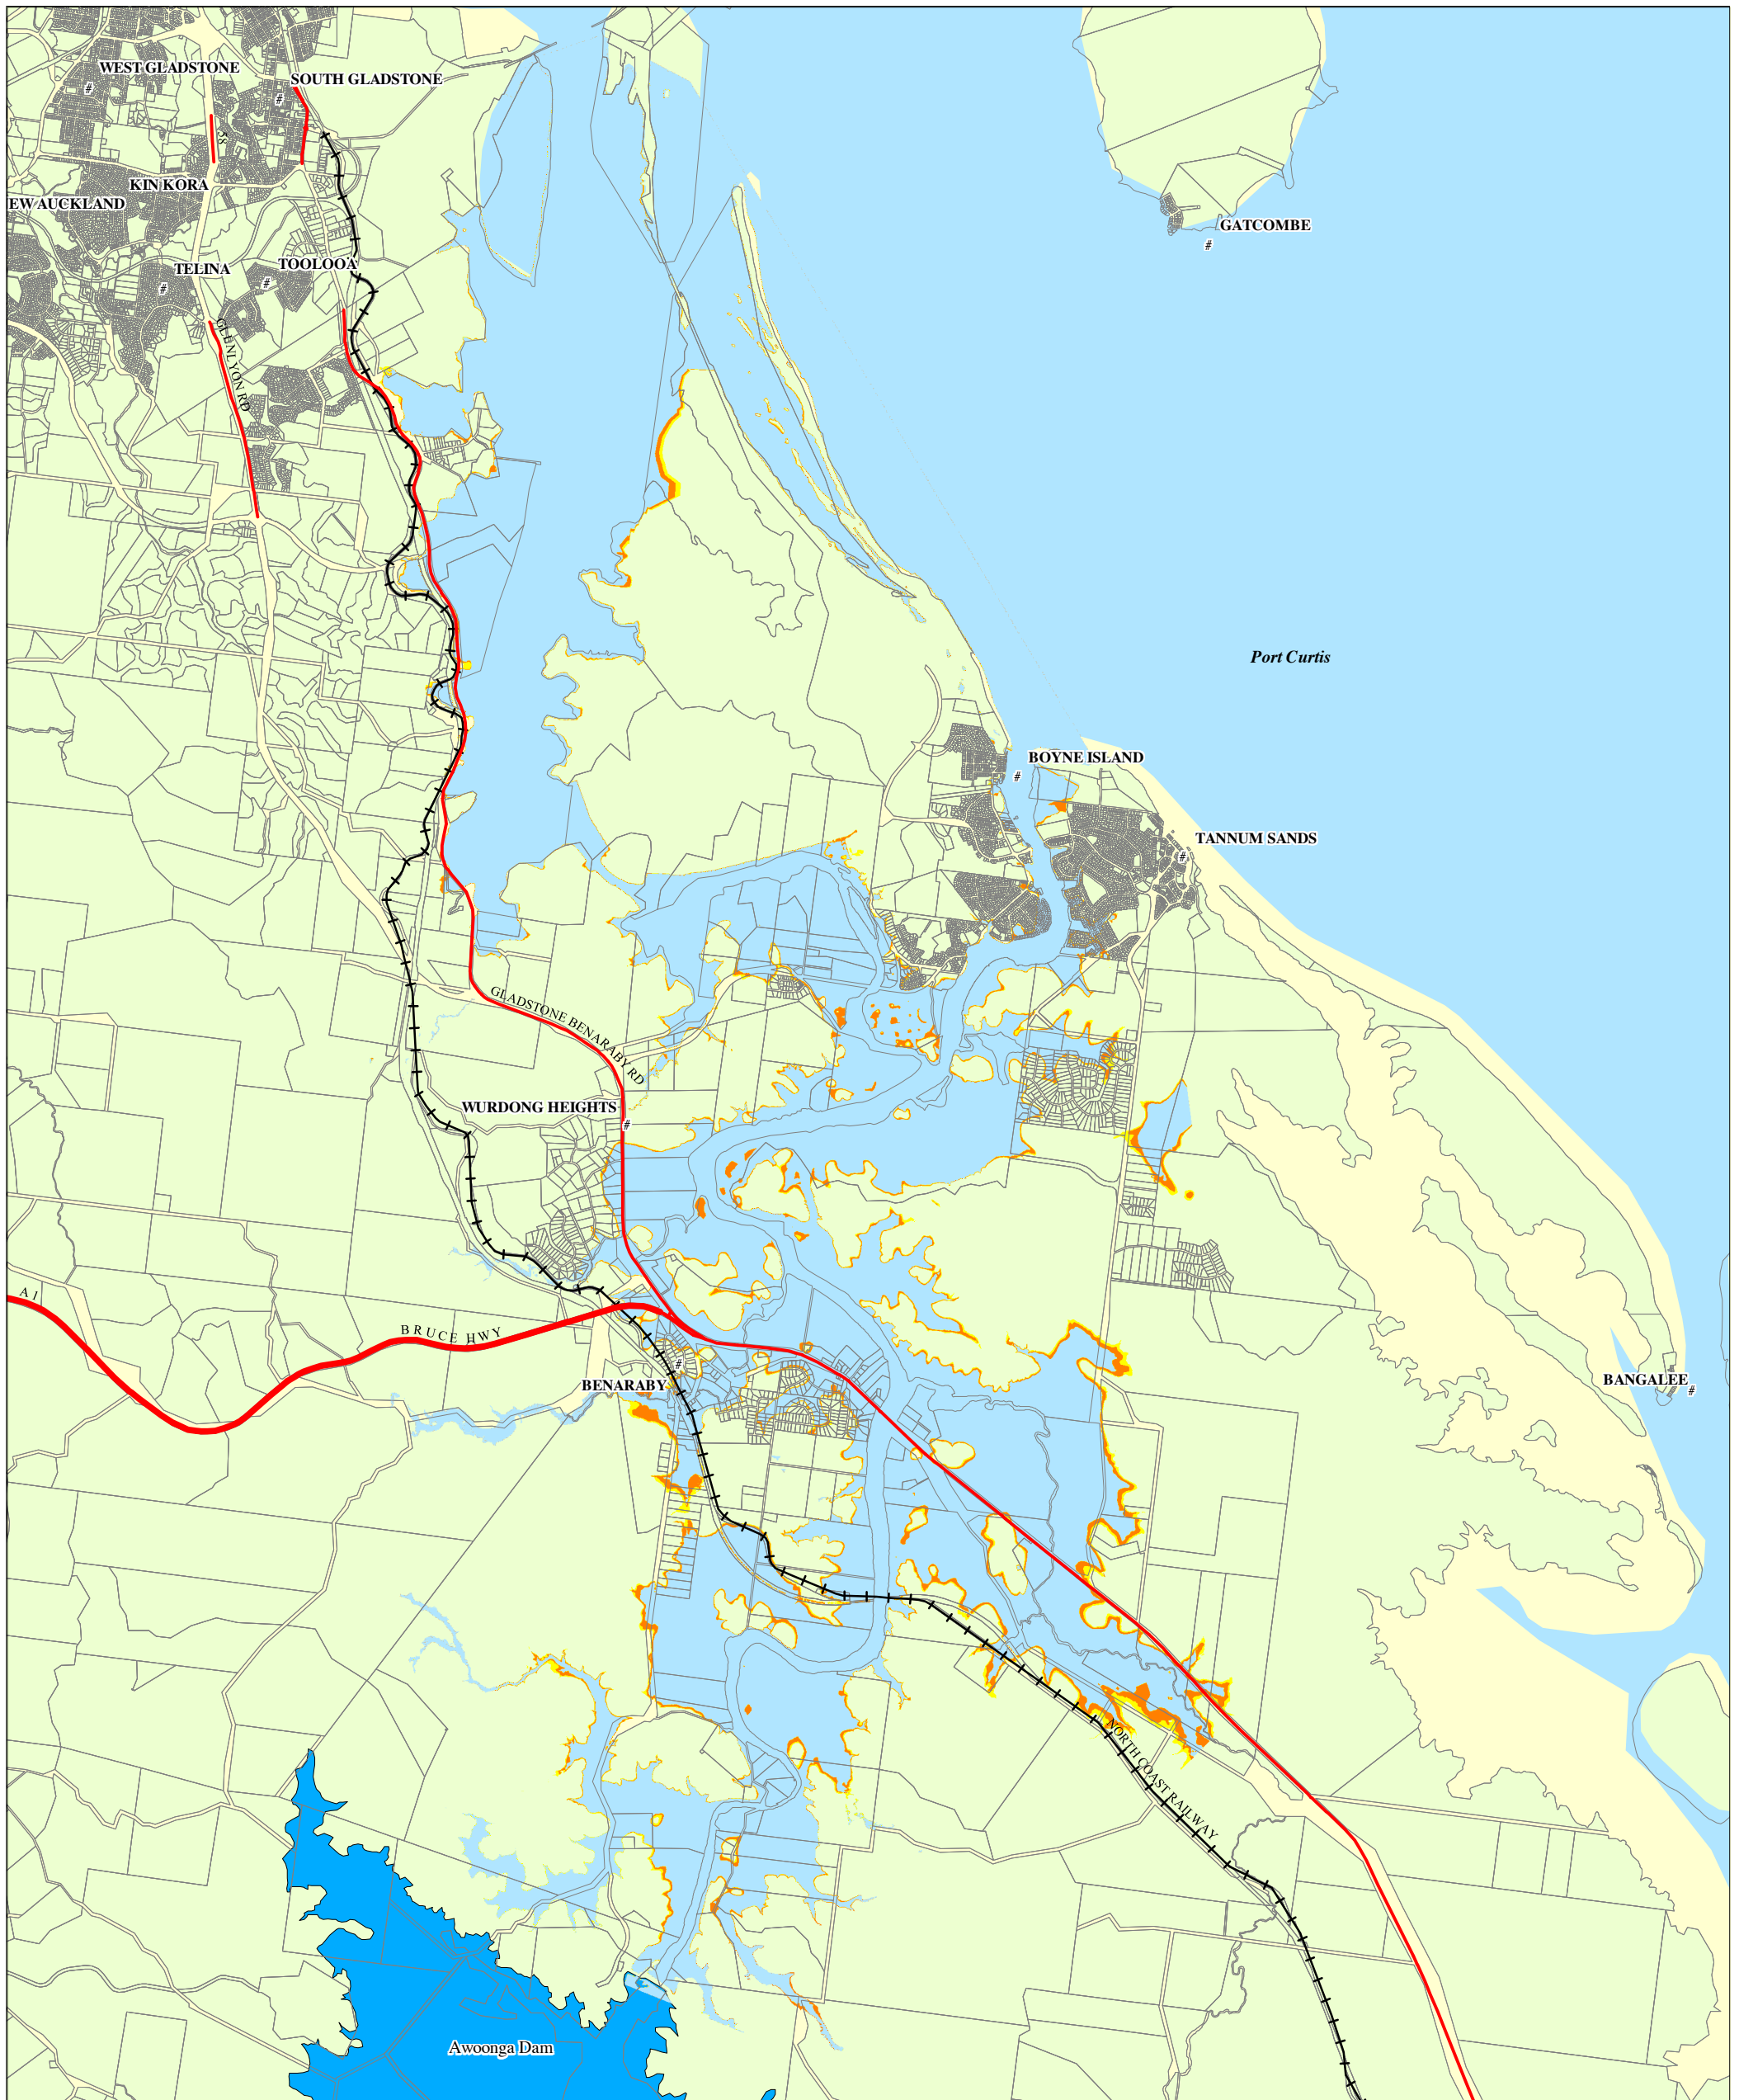 WEST GLADSTONE
SOUTH GLADSTONE
#
#
58
KIN KORA
EW AUCKLAND
GATCOMBE
#
TELINA
TOOLOOA
#
#
GLENLYON RD
Port Curtis
BOYNE ISLAND
#
TANNUM SANDS
#
GLADSTONE BENARABY RD
WURDONG HEIGHTS
#
A1
BRUCE HWY
#
BENARABY
BANGALEE
#
NORTH COAST RAILWAY
Awoonga Dam